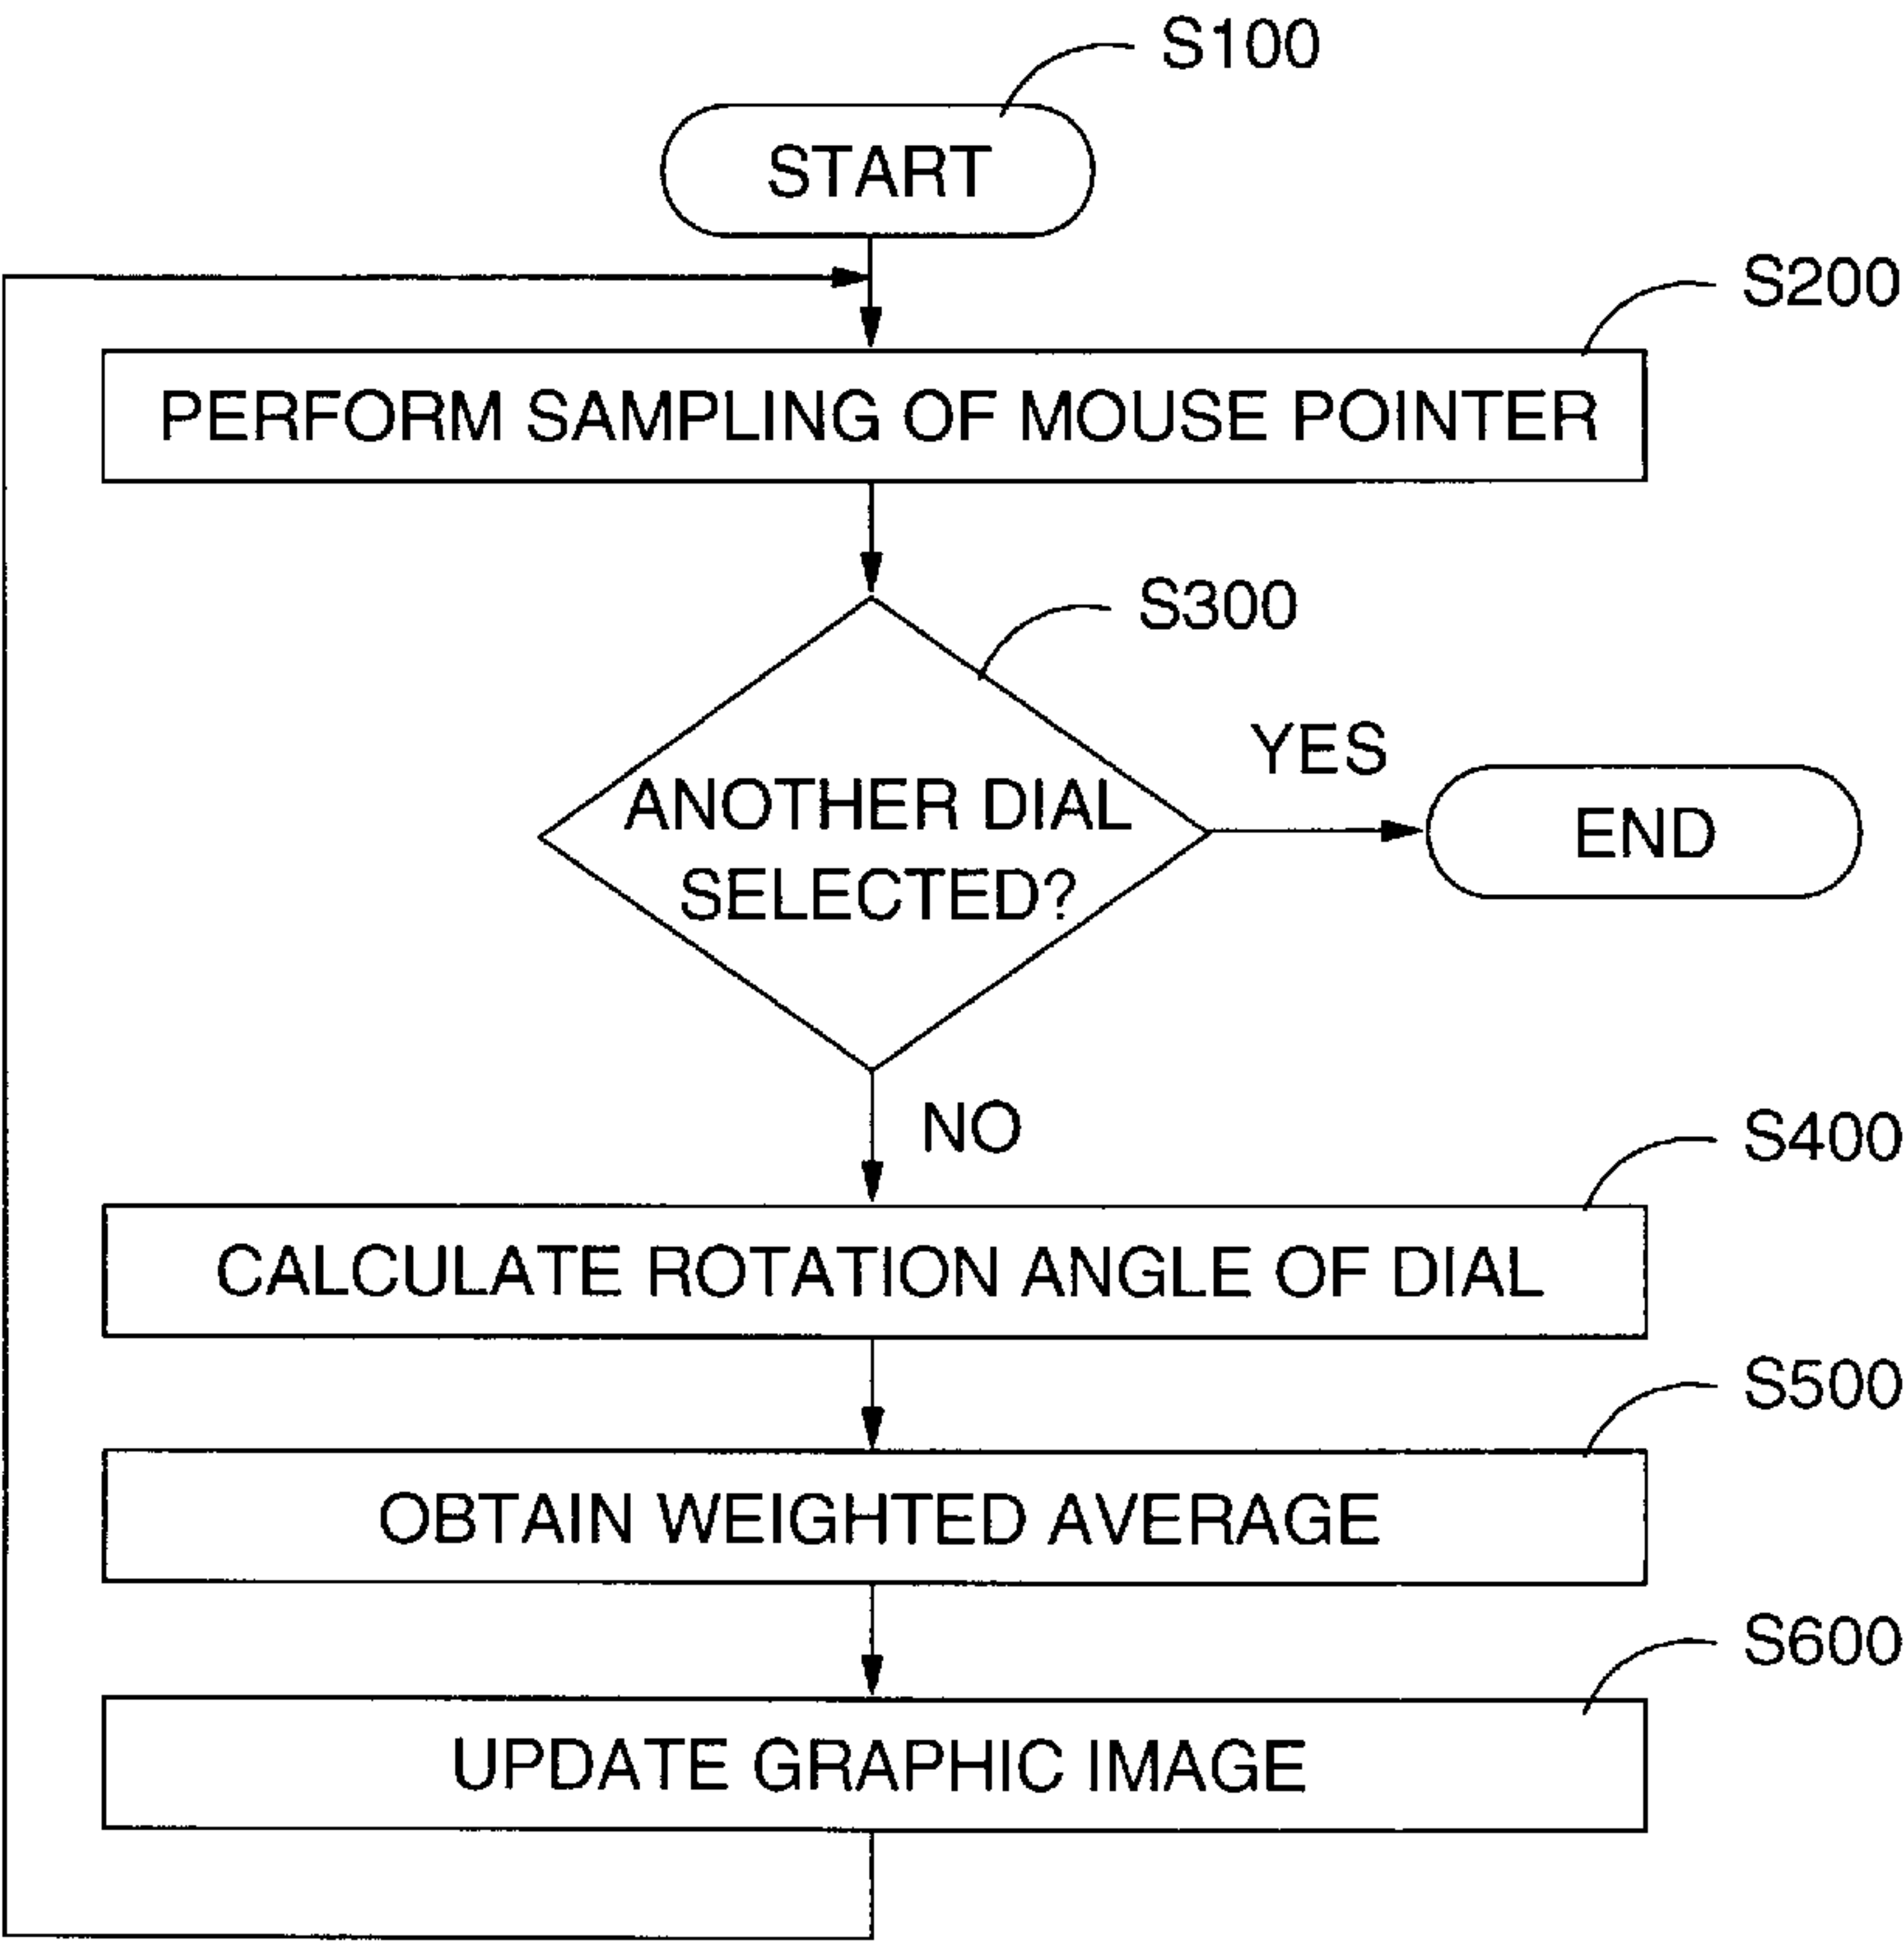 S100
START
S200
PERFORM SAMPLING OF MOUSE POINTER
S300
ANOTHER DIAL
SELECTED?
YES
END
NO
S400
CALCULATE ROTATION ANGLE OF DIAL
S500
OBTAIN WEIGHTED AVERAGE
S600
UPDATE GRAPHIC IMAGE